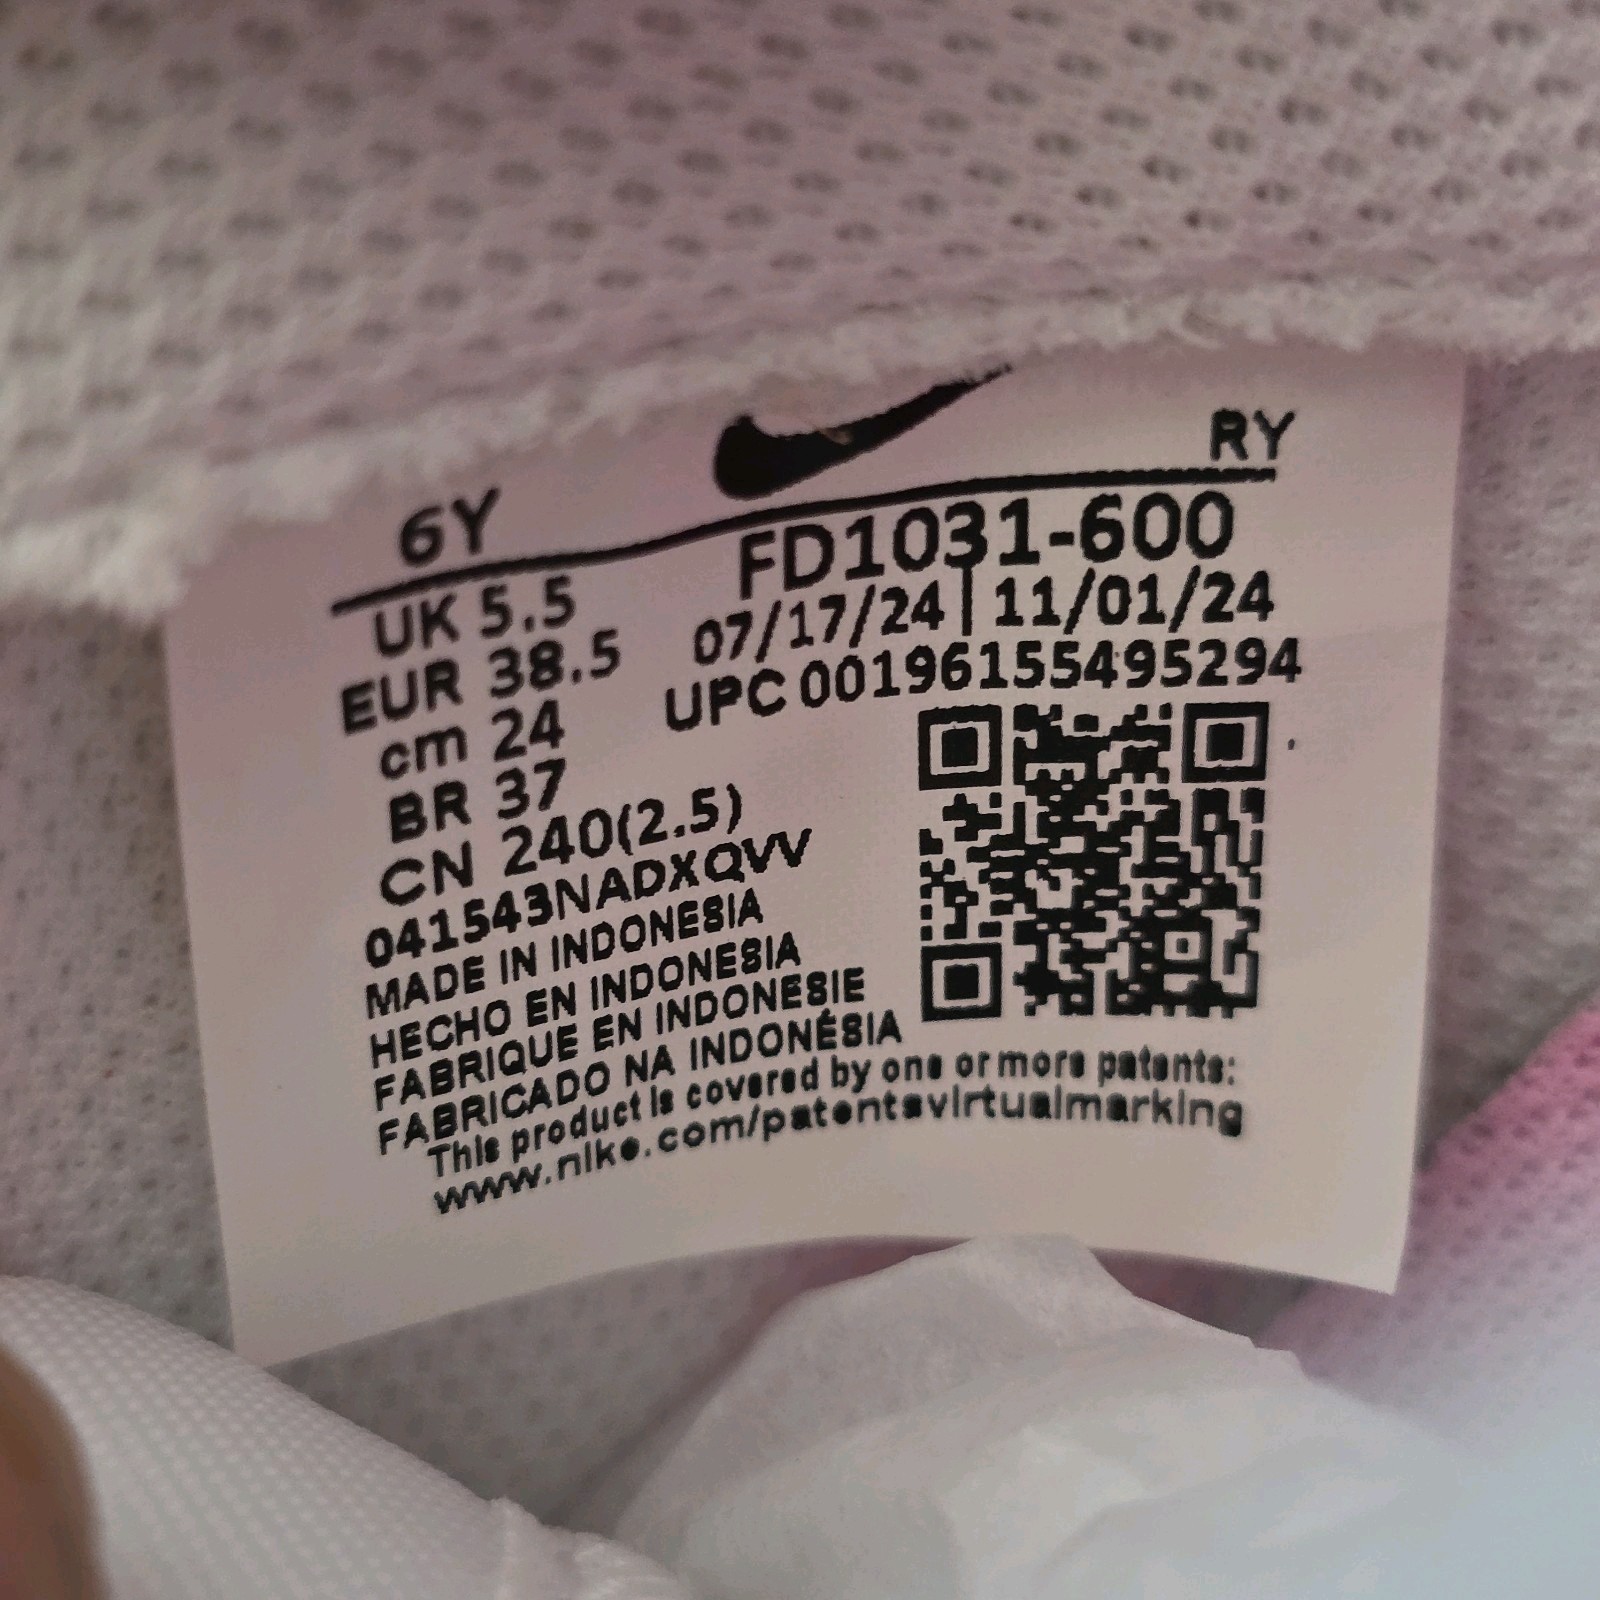 6Y
RY
UK 5.5
EUR 38.5
cm 24
BR 37
CN 240(2.5)
FD1031-600
07/17/24 | 11/01/24
UPC 00196155495294
041543NADXQVV
MADE IN INDONESIA
HECHO EN INDONESIA
FABRIQUE EN INDONESIE
FABRICADO NA INDONÉSIA
This product is covered by one or more patents:
www.nike.com/patentsvirtualmarking